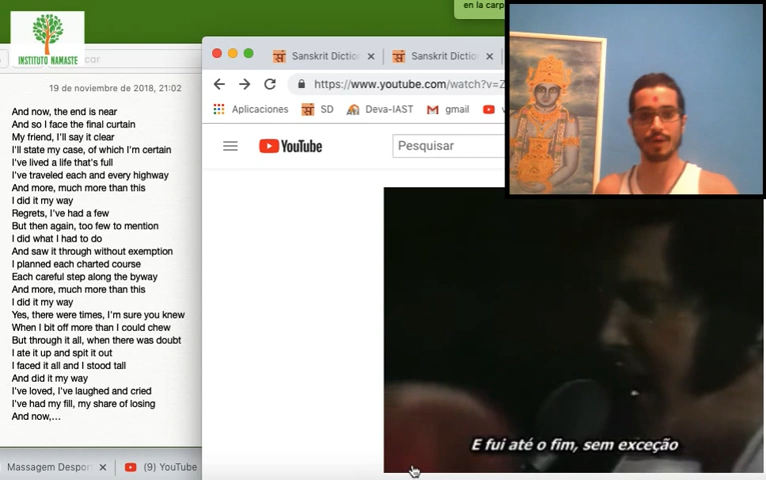 en la carp
INSTITUTO NAMASTE
car
19 de noviembre de 2018, 21:02
And now, the end is near
And so I face the final curtain
My friend, I'll say it clear
I'll state my case, of which I'm certain
I've lived a life that's full
I've traveled each and every highway
And more, much more than this
I did it my way
Regrets, I've had a few
But then again, too few to mention
I did what I had to do
And saw it through without exemption
I planned each charted course
Each careful step along the byway
And more, much more than this
I did it my way
Yes, there were times, I'm sure you knew
When I bit off more than I could chew
But through it all, when there was doubt
I ate it up and spit it out
I faced it all and I stood tall
And did it my way
I've loved, I've laughed and cried
I've had my fill, my share of losing
And now,...
Massagem Despor
(9) YouTube
Sanskrit Diction
Sanskrit Diction
https://www.youtube.com/watch?v=Z
Aplicaciones
SD
Deva-IAST
gmail
YouTube
Pesquisar
E fui até o fim, sem exceção